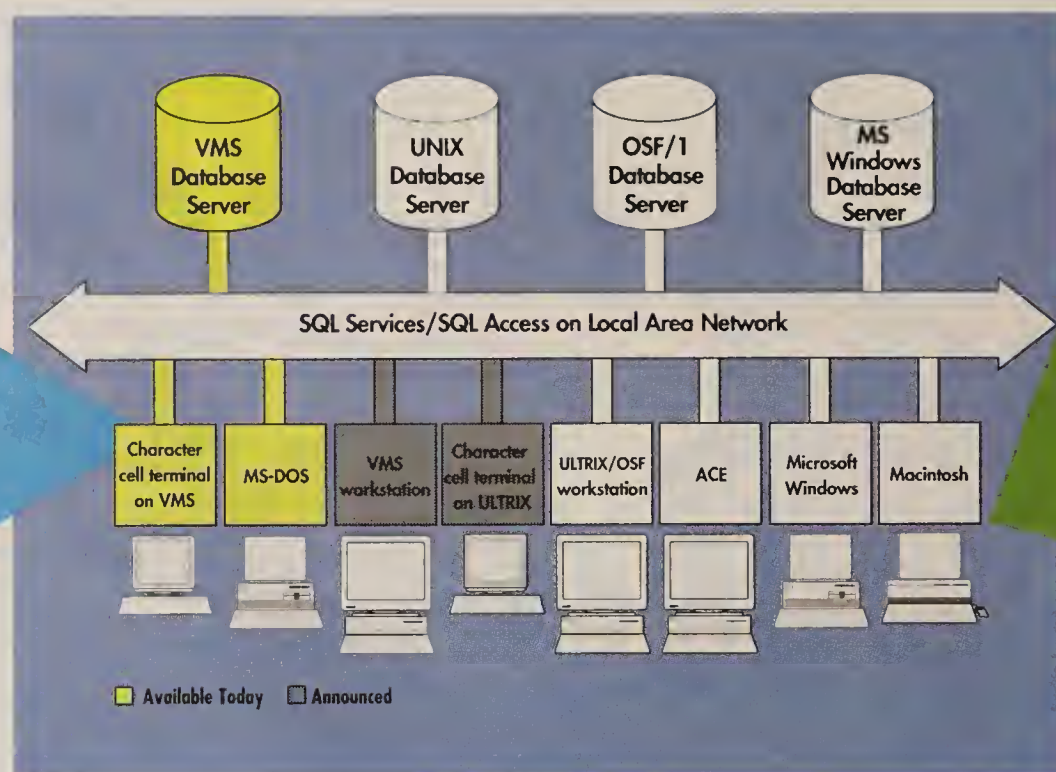 VMS
Database
Server
UNIX
Database
Server
OSF/1
Database
Server
MS
Windows
Database
Server
SQL Services/SQL Access on Local Area Network
Character
cell terminal
on VMS
MS-DOS
VMS
workstation
Character
cell terminal
on ULTRIX
ULTRIX/OSF
workstation
ACE
Microsoft
Windows
Macintosh
Available Today
Announced